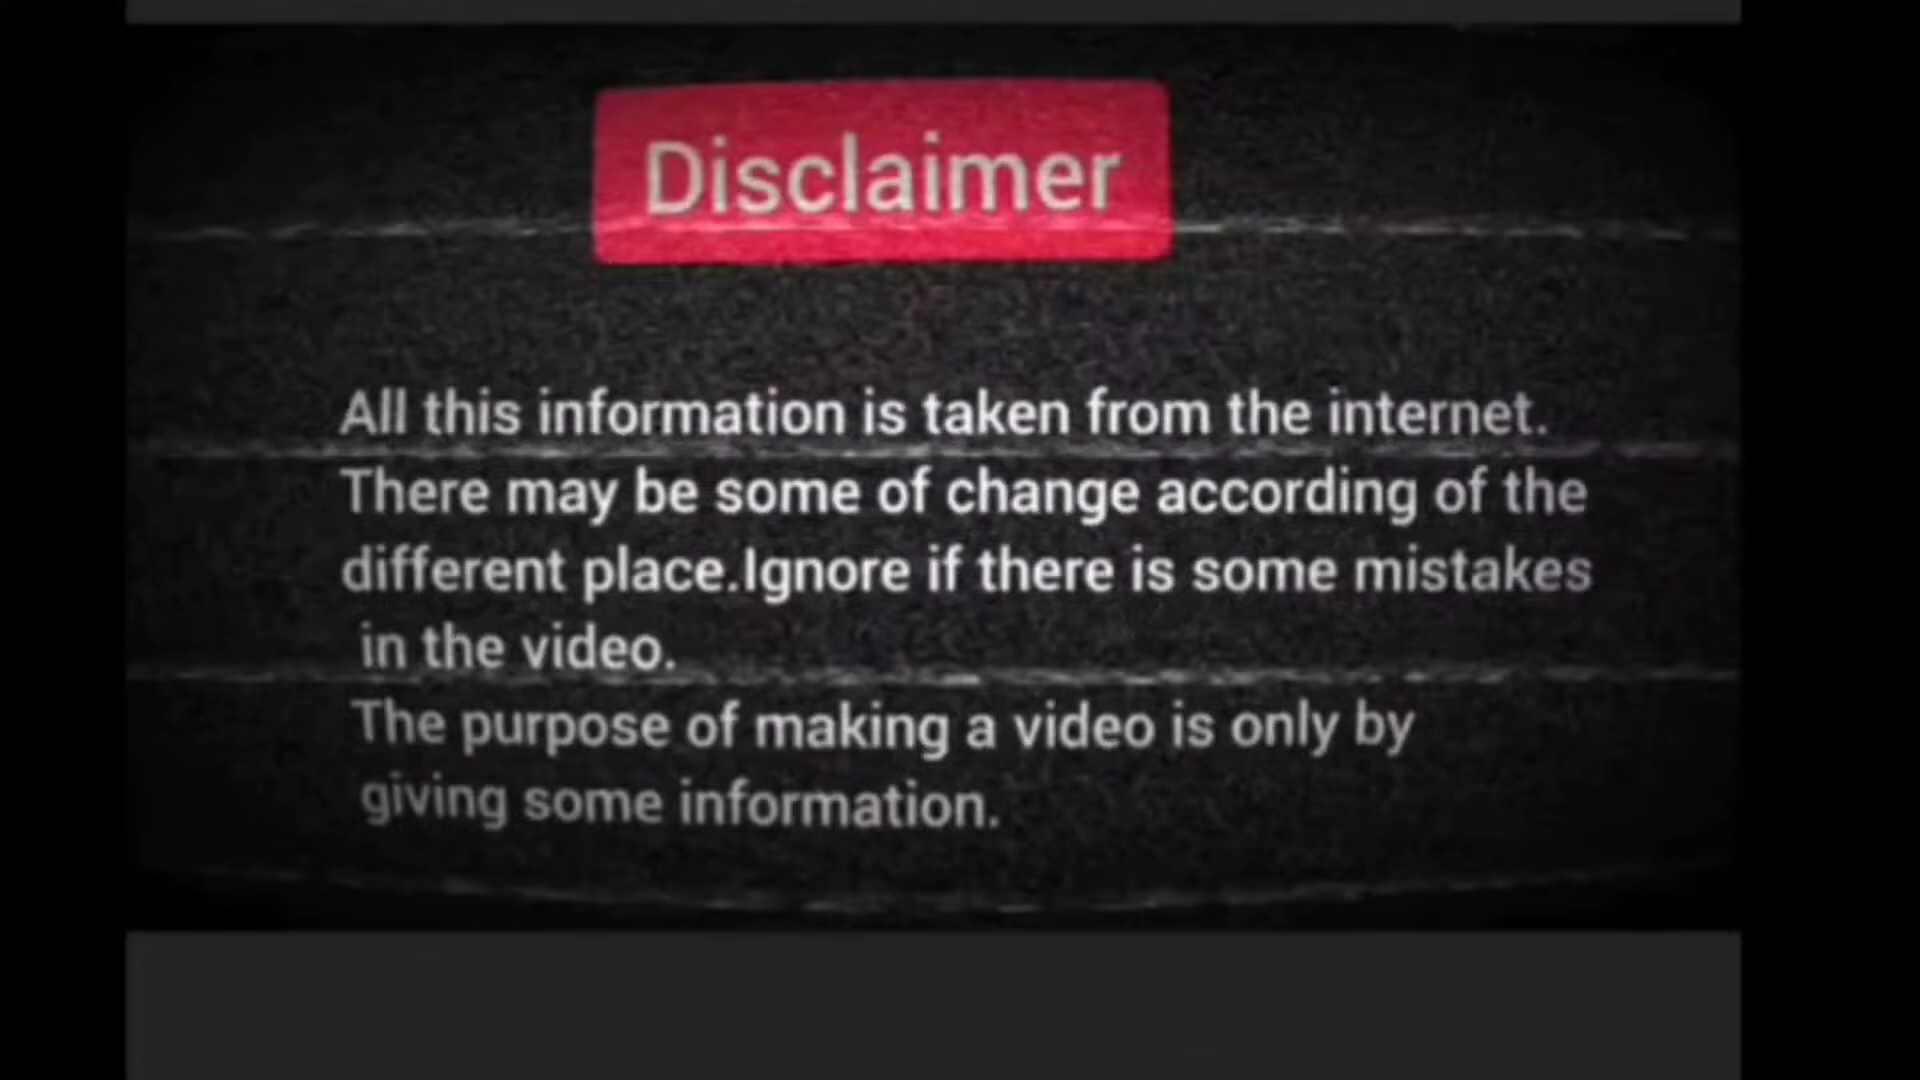 Disclaimer
All this information is taken from the internet.
There may be some of change according of the
different place.Ignore if there is some mistakes
in the video.
The purpose of making a video is only by
giving some information.